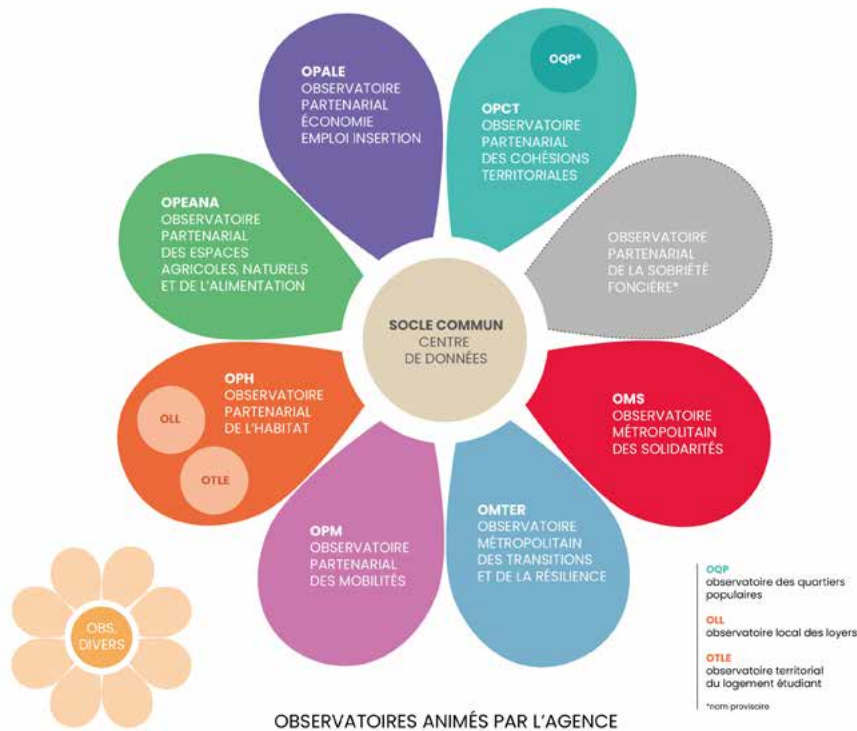 OPALE
OBSERVATOIRE
PARTENARIAL
ÉCONOMIE
EMPLOI INSERTION
OQP*
OPCT
OBSERVATOIRE
PARTENARIAL
DES COHÉSIONS
TERRITORIALES
OPEANA
OBSERVATOIRE
PARTENARIAL
DES ESPACES
AGRICOLES, NATURELS
ET DE L'ALIMENTATION
OBSERVATOIRE
PARTENARIAL
DE LA SOBRIÉTÉ
FONCIÈRE*
SOCLE COMMUN
CENTRE
DE DONNÉES
OPH
OBSERVATOIRE
PARTENARIAL
DE L'HABITAT
OLL
OTLE
OMS
OBSERVATOIRE
MÉTROPOLITAIN
DES SOLIDARITÉS
OPM
OBSERVATOIRE
PARTENARIAL
DES MOBILITÉS
OMTER
OBSERVATOIRE
MÉTROPOLITAIN
DES TRANSITIONS
ET DE LA RÉSILIENCE
OBS.
DIVERS
OQP
observatoire des quartiers
populaires
OLL
observatoire local des loyers
OTLE
observatoire territorial
du logement étudiant
*nom provisoire
OBSERVATOIRES ANIMÉS PAR L'AGENCE